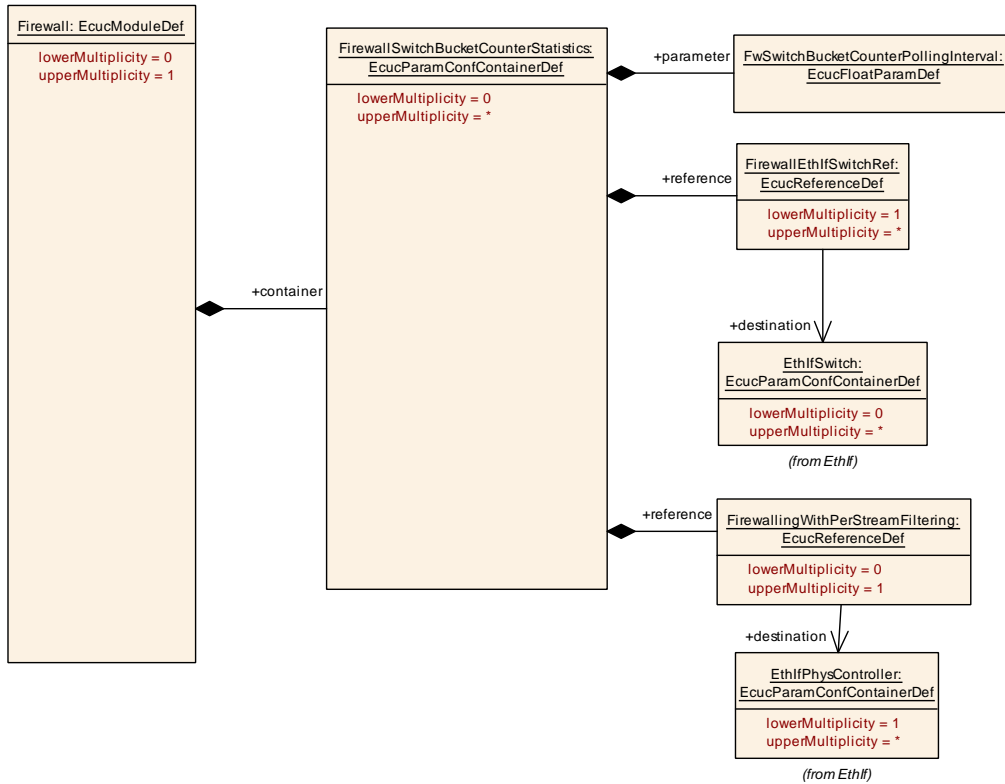 Firewall: EcucModuleDef
lowerMultiplicity = 0
upperMultiplicity = 1
+container
FirewallSwitchBucketCounterStatistics:
EcucParamConfContainerDef
lowerMultiplicity = 0
upperMultiplicity = *
+parameter
FwSwitchBucketCounterPollingInterval:
EcucFloatParamDef
+reference
FirewallEthIfSwitchRef:
EcucReferenceDef
lowerMultiplicity = 1
upperMultiplicity = *
+destination
EthIfSwitch:
EcucParamConfContainerDef
lowerMultiplicity = 0
upperMultiplicity = *
(from EthIf)
+reference
FirewallingWithPerStreamFiltering:
EcucReferenceDef
lowerMultiplicity = 0
upperMultiplicity = 1
+destination
EthIfPhysController:
EcucParamConfContainerDef
lowerMultiplicity = 1
upperMultiplicity = *
(from EthIf)